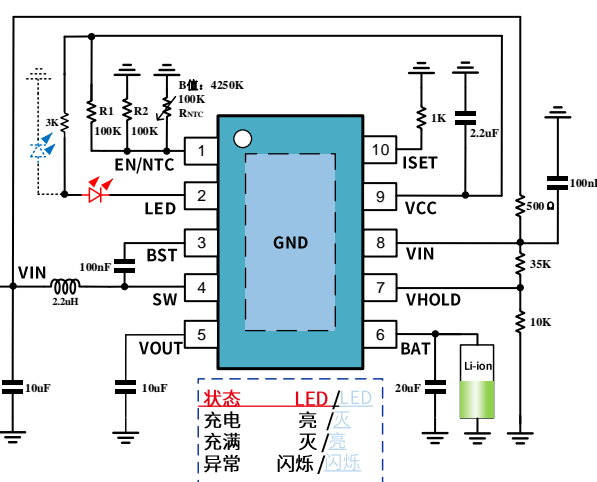 B值：4250K
100K
RNTC
3K
R1
R2
100K
100K
1K
2.2uF
EN/NTC
1
10
ISET
100nF
LED
2
9
VCC
500Ω
BST
3
GND
8
VIN
100nF
VIN
35K
2.2uH
SW
4
7
VHOLD
VOUT
5
6
BAT
10K
Li-ion
10uF
10uF
20uF
状态 LED/LED
充电 亮/灭
充满 灭/亮
异常 闪烁/闪烁